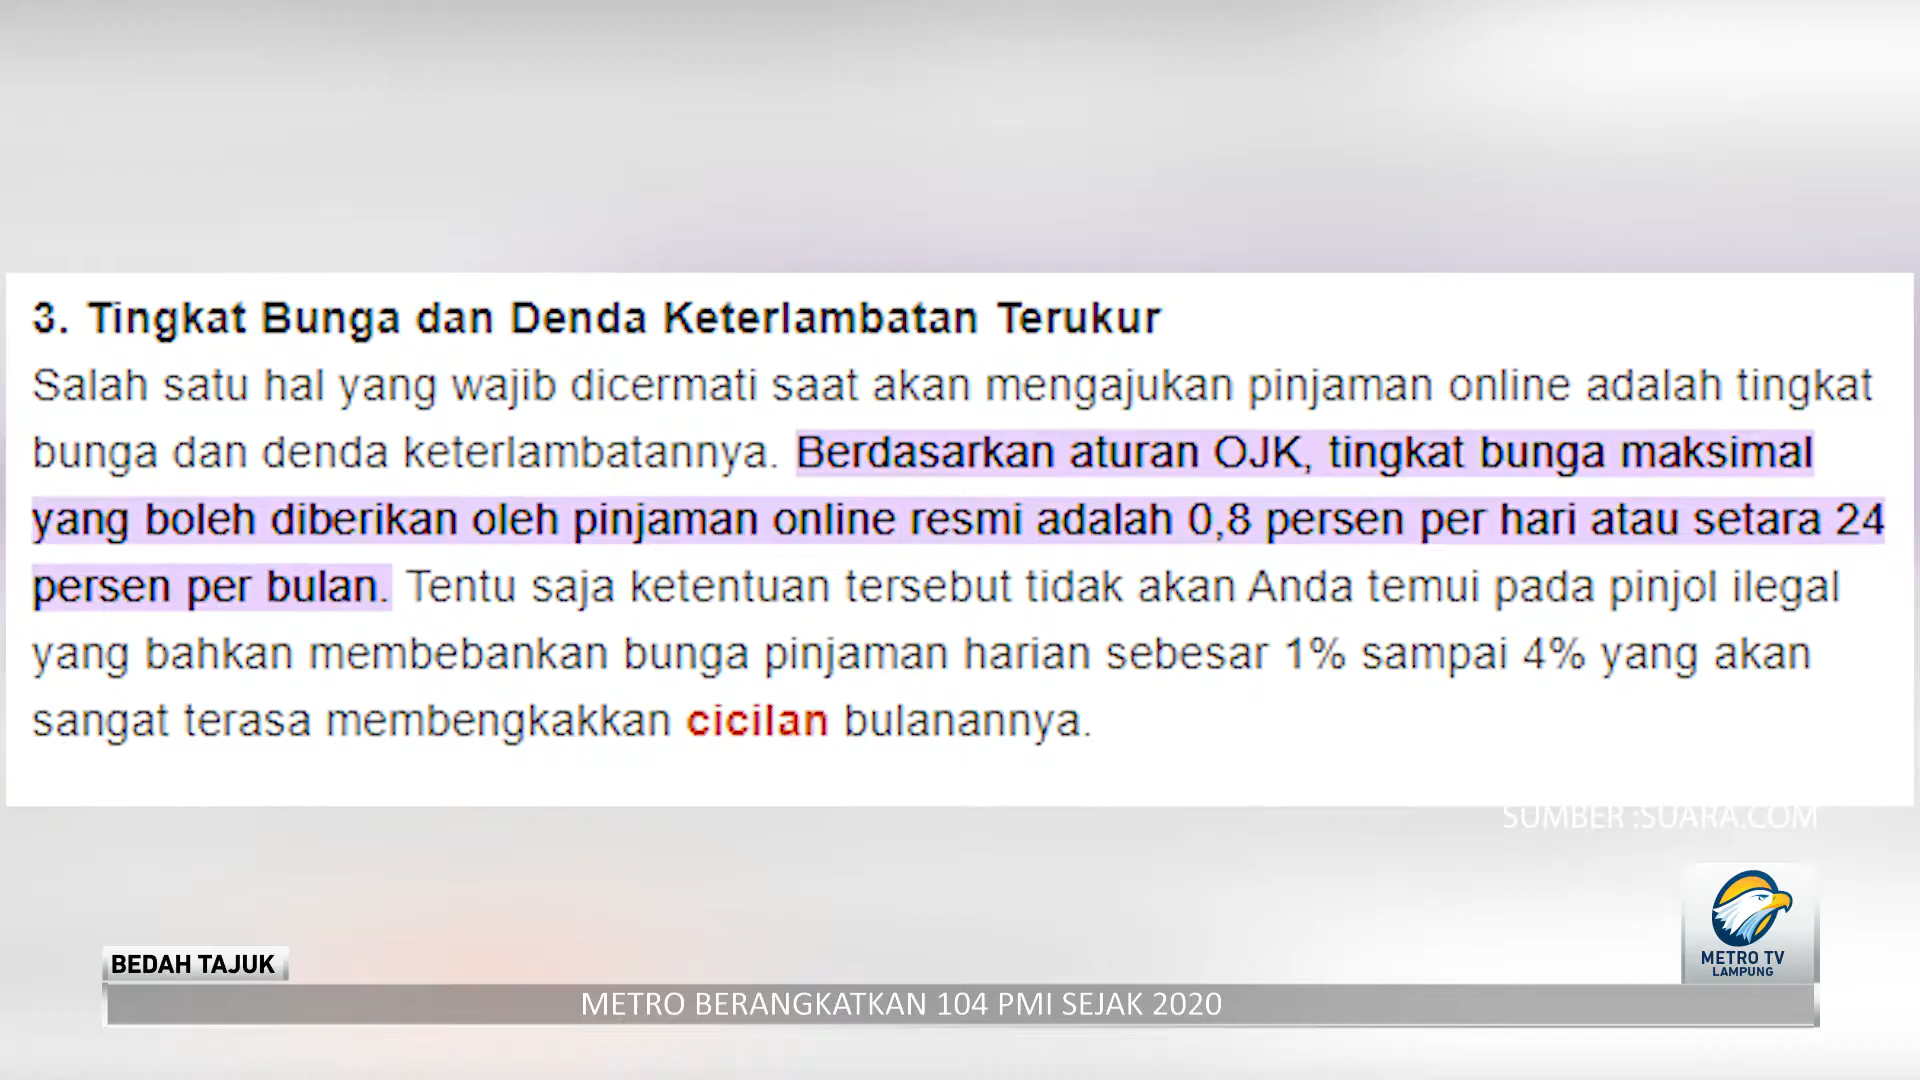 3. Tingkat Bunga dan Denda Keterlambatan Terukur
Salah satu hal yang wajib dicermati saat akan mengajukan pinjaman online adalah tingkat
bunga dan denda keterlambatannya. Berdasarkan aturan OJK, tingkat bunga maksimal
yang boleh diberikan oleh pinjaman online resmi adalah 0,8 persen per hari atau setara 24
persen per bulan. Tentu saja ketentuan tersebut tidak akan Anda temui pada pinjol ilegal
yang bahkan membebankan bunga pinjaman harian sebesar 1% sampai 4% yang akan
sangat terasa membengkakkan cicilan bulanannya.
SUMBER :SUARA.COM
METRO TV
LAMPUNG
BEDAH TAJUK
METRO BERANGKATKAN 104 PMI SEJAK 2020